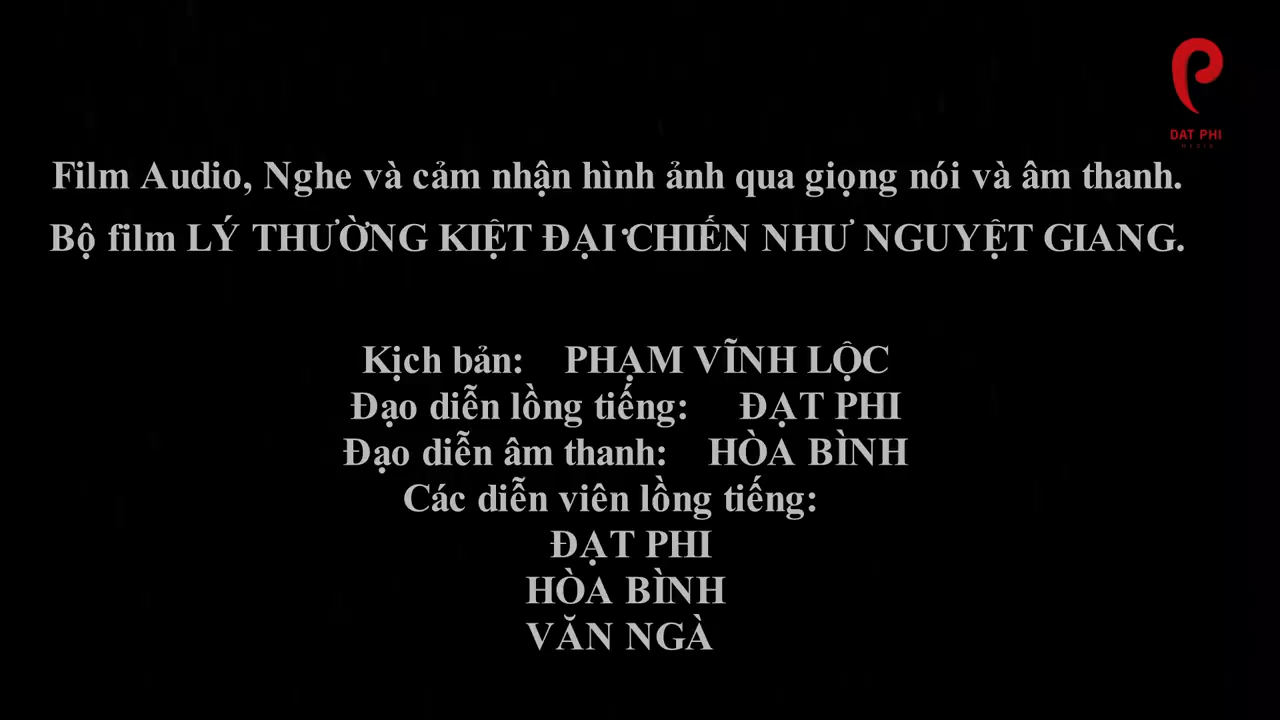 DAT PHI
MEDIA
Film Audio, Nghe và cảm nhận hình ảnh qua giọng nói và âm thanh.
Bộ film LÝ THƯỜNG KIỆT ĐẠI CHIẾN NHƯ NGUYỆT GIANG.
Kịch bản: PHẠM VĨNH LỘC
Đạo diễn lồng tiếng: ĐẠT PHI
Đạo diễn âm thanh: HÒA BÌNH
Các diễn viên lồng tiếng:
ĐẠT PHI
HÒA BÌNH
VĂN NGÀ